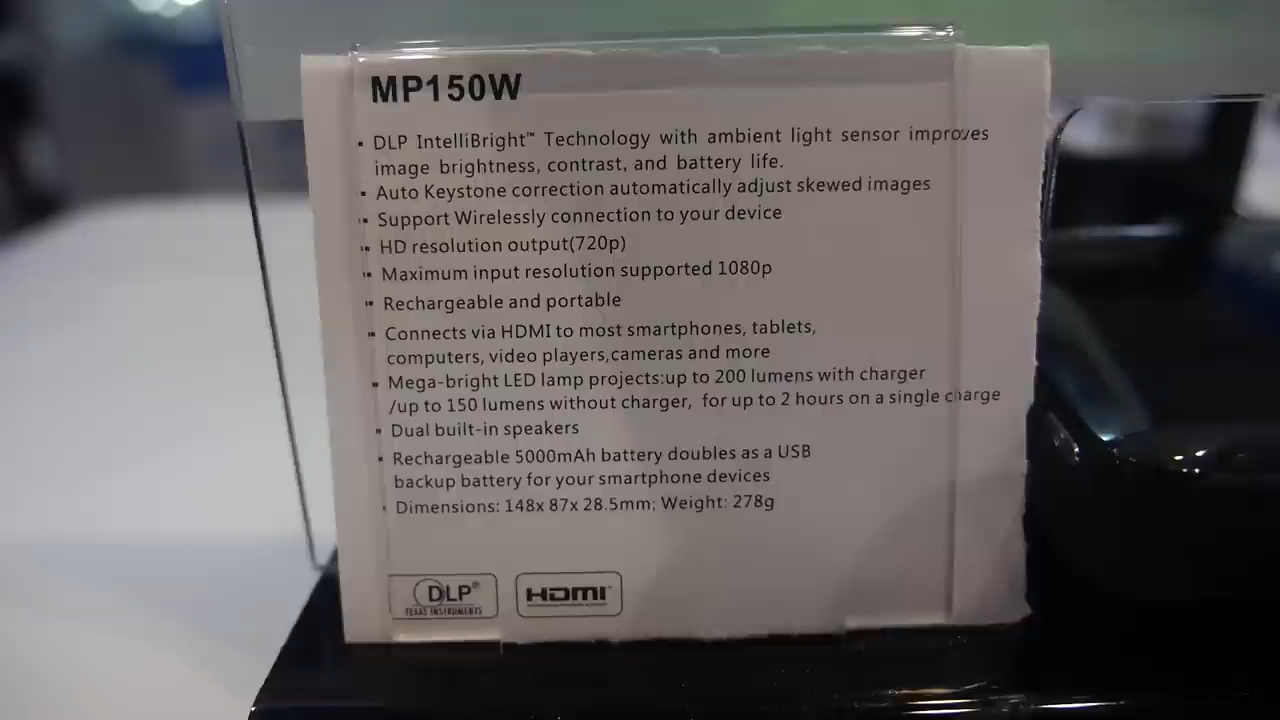 MP150W
▪ DLP IntelliBright™ Technology with ambient light sensor improves
image brightness, contrast, and battery life.
▪ Auto Keystone correction automatically adjust skewed images
▪ Support Wirelessly connection to your device
▪ HD resolution output(720p)
▪ Maximum input resolution supported 1080p
▪ Rechargeable and portable
▪ Connects via HDMI to most smartphones, tablets,
computers, video players,cameras and more
▪ Mega-bright LED lamp projects:up to 200 lumens with charger
/up to 150 lumens without charger, for up to 2 hours on a single charge
▪ Dual built-in speakers
▪ Rechargeable 5000mAh battery doubles as a USB
backup battery for your smartphone devices
▪ Dimensions: 148x 87x 28.5mm; Weight: 278g
DLP® HDMI™
TEXAS INSTRUMENTS